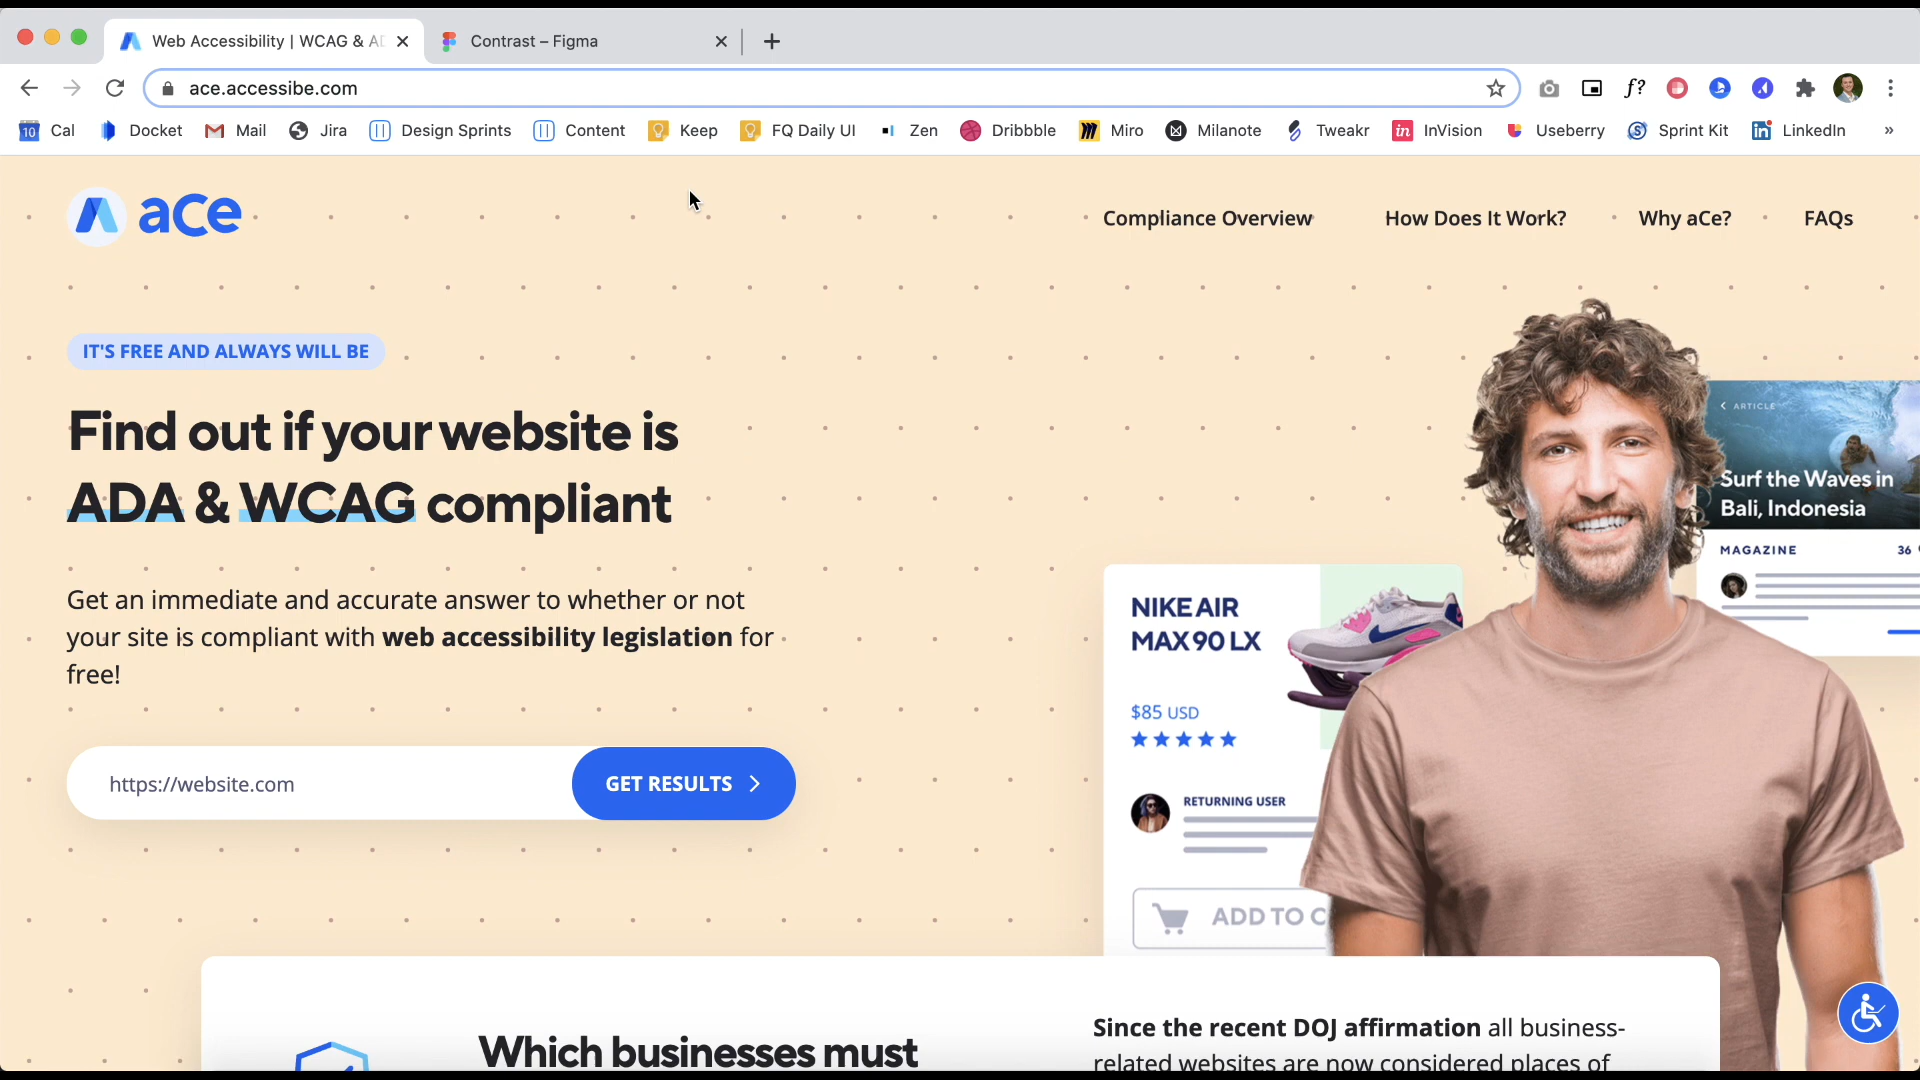 Web Accessibility | WCAG & AD
Contrast – Figma
ace.accessibe.com
f?
10 Cal
Docket
Mail
Jira
Design Sprints
Content
Keep
FQ Daily UI
Zen
Dribbble
Miro
Milanote
Tweakr
in InVision
Useberry
Sprint Kit
in LinkedIn
»
aCe
Compliance Overview
How Does It Work?
Why aCe?
FAQs
IT'S FREE AND ALWAYS WILL BE
Find out if your website is
ADA & WCAG compliant
Get an immediate and accurate answer to whether or not
your site is compliant with web accessibility legislation for
free!
https://website.com
GET RESULTS
ARTICLE
Surf the Waves in
Bali, Indonesia
MAGAZINE
36
NIKE AIR
MAX 90 LX
$85 USD
RETURNING USER
ADD TO C
Which businesses must
Since the recent DOJ affirmation all business-
related websites are now considered places of